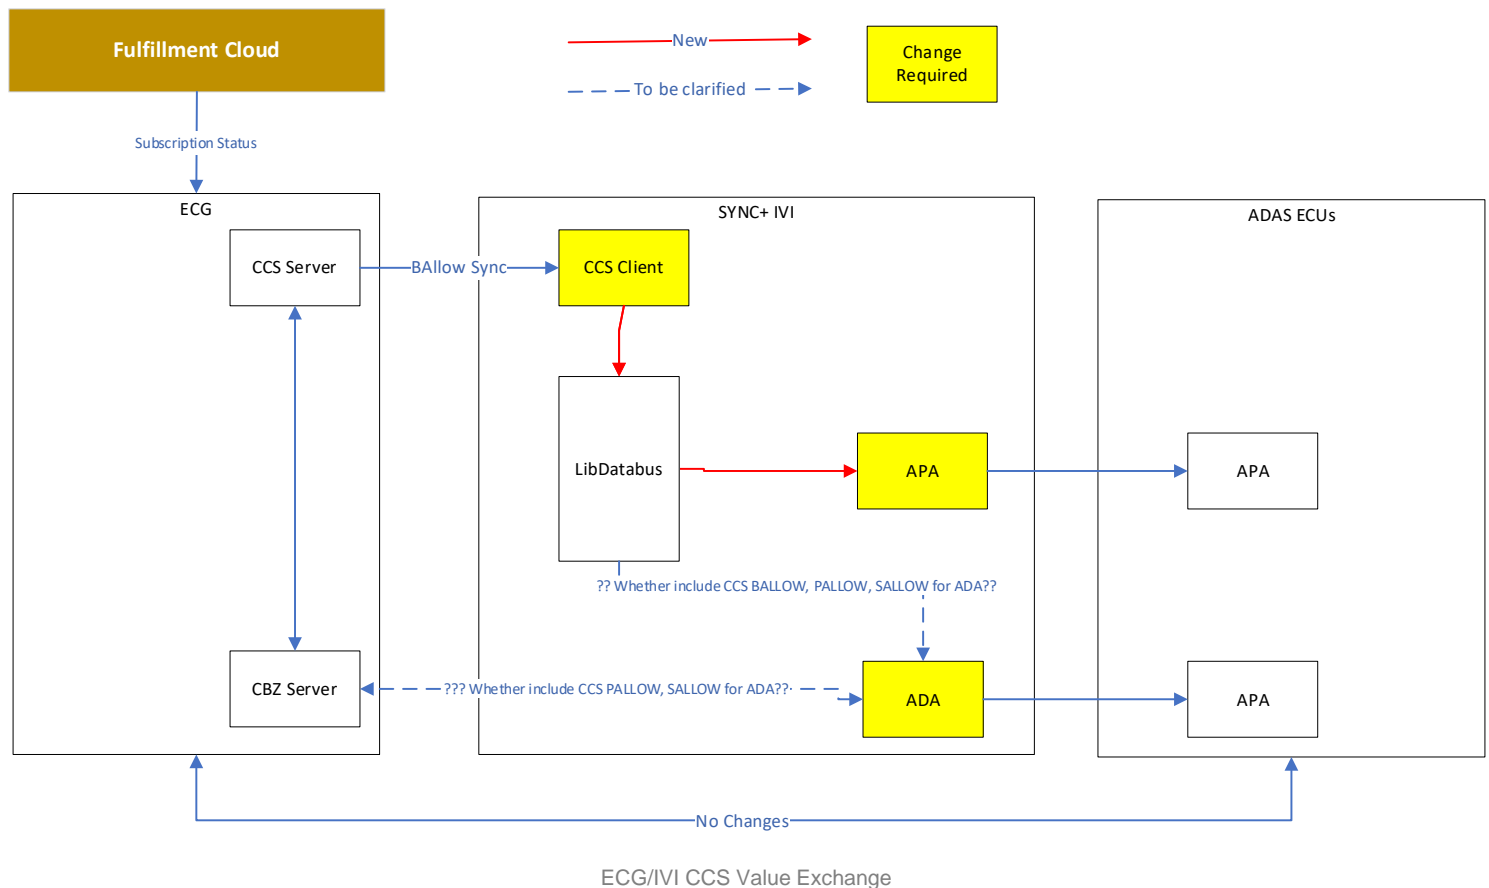 Fulfillment Cloud
New
To be clarified
Change
Required
Subscription Status
ECG
SYNC+ IVI
ADAS ECUs
CCS Server
BAllow Sync
CCS Client
LibDatabus
APA
APA
?? Whether include CCS BALLOW, PALLOW, SALLOW for ADA??
CBZ Server
??? Whether include CCS PALLOW, SALLOW for ADA??
ADA
APA
No Changes
ECG/IVI CCS Value Exchange